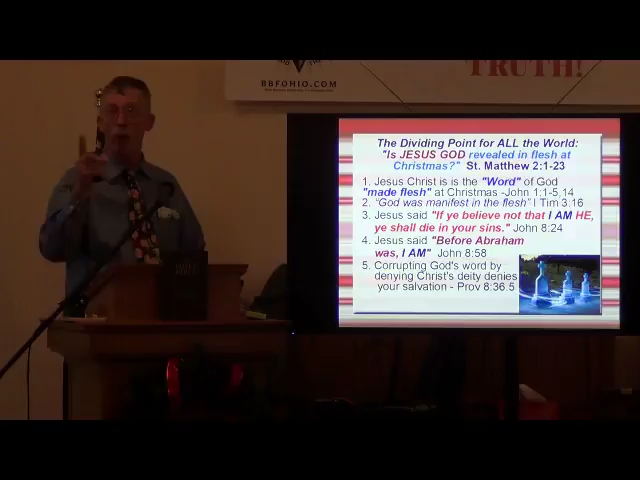 BBFOHIO.COM
TRUTH!
The Dividing Point for ALL the World:
"Is JESUS GOD revealed in flesh at
Christmas?" St. Matthew 2:1-23
1. Jesus Christ is is the "Word" of God
"made flesh" at Christmas -John 1:1-5,14
2. "God was manifest in the flesh" I Tim 3:16
3. Jesus said "If ye believe not that I AM HE,
ye shall die in your sins." John 8:24
4. Jesus said "Before Abraham
was, I AM" John 8:58
5. Corrupting God's word by
denying Christ's deity denies
your salvation - Prov 8:36.5